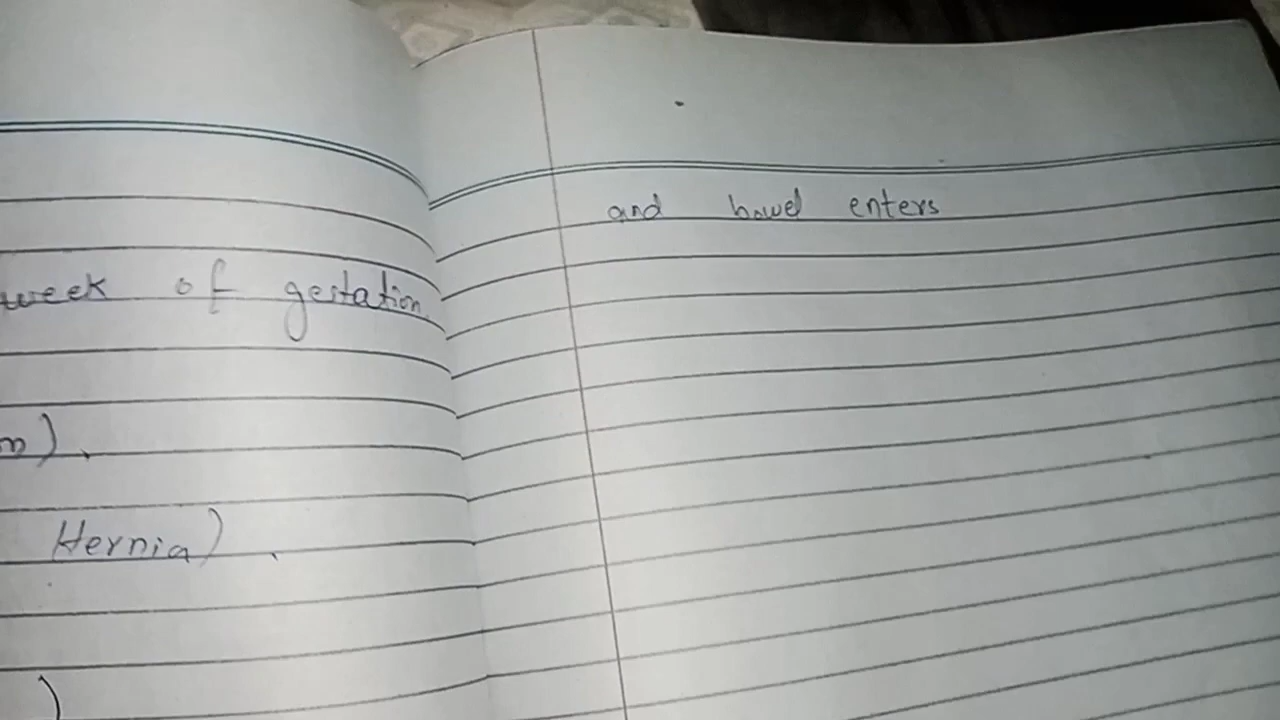 week of gestation.
).
Hernia).
)
and bowel enters